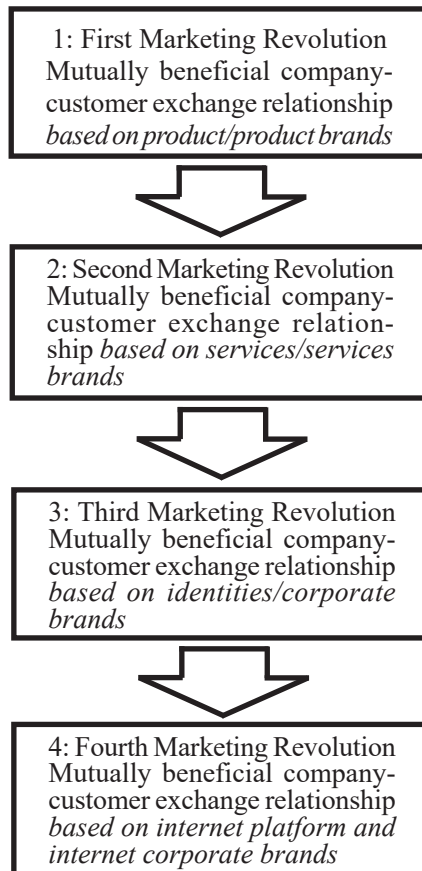 1: First Marketing Revolution
Mutually beneficial company-
customer exchange relationship
based on product/product brands
2: Second Marketing Revolution
Mutually beneficial company-
customer exchange relation-
ship based on services/services
brands
3: Third Marketing Revolution
Mutually beneficial company-
customer exchange relationship
based on identities/corporate
brands
4: Fourth Marketing Revolution
Mutually beneficial company-
customer exchange relationship
based on internet platform and
internet corporate brands